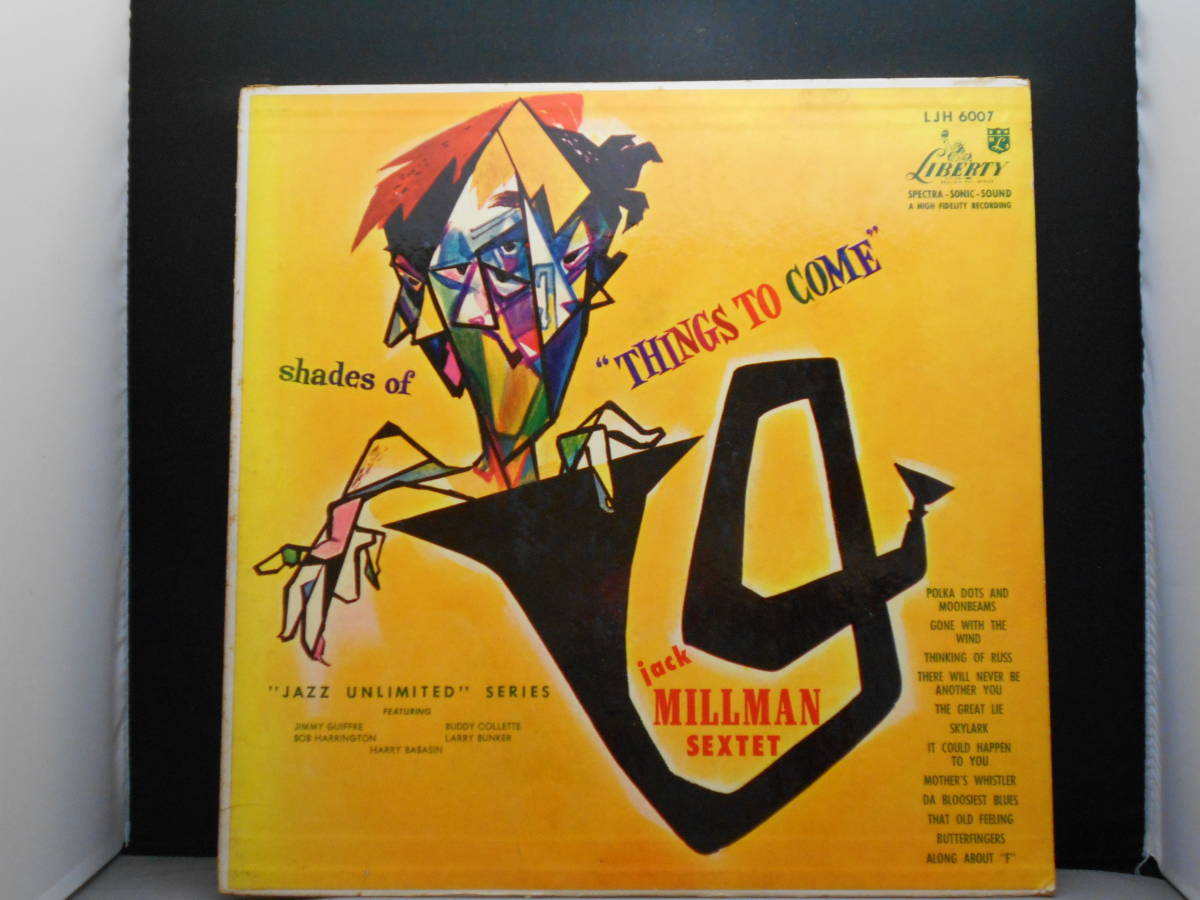 LJH 6007
LIBERTY
SPECTRA-SONIC-SOUND
A HIGH FIDELITY RECORDING
shades of
"THINGS TO COME"
jack
MILLMAN
SEXTET
"JAZZ UNLIMITED" SERIES
FEATURING
JIMMY GUIFFRE BUDDY COLLETTE
BOB HARRINGTON LARRY BUNKER
HARRY BABASIN
POLKA DOTS AND
MOONBEAMS
GONE WITH THE
WIND
THINKING OF RUSS
THERE WILL NEVER BE
ANOTHER YOU
THE GREAT LIE
SKYLARK
IT COULD HAPPEN
TO YOU
MOTHER'S WHISTLER
DA BLOOSIEST BLUES
THAT OLD FEELING
BUTTERFINGERS
ALONG ABOUT "F"